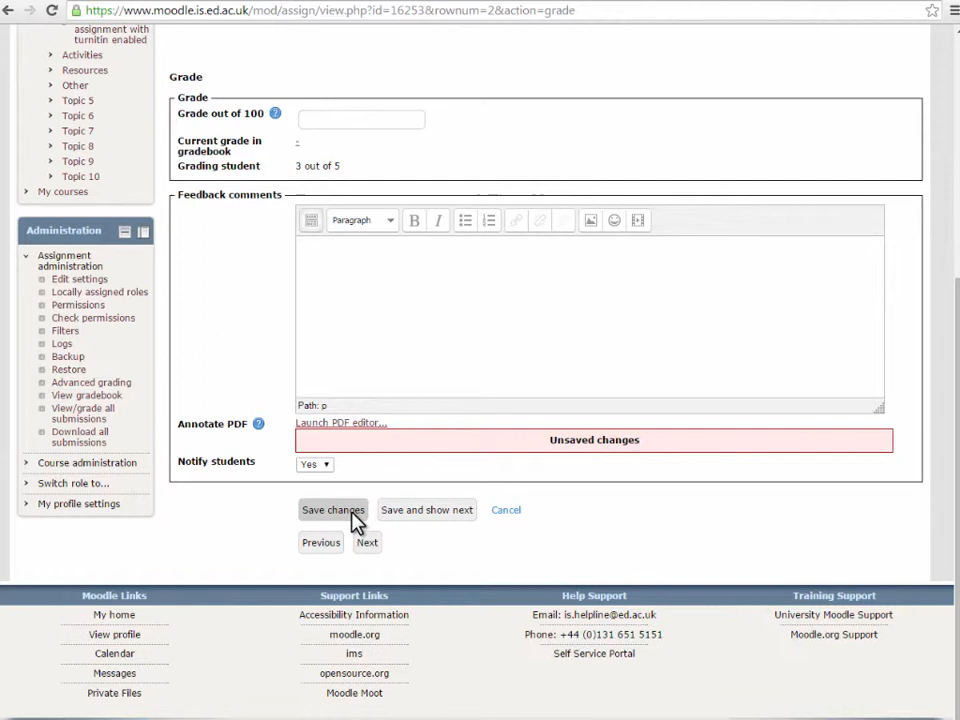 https://www.moodle.is.ed.ac.uk/mod/assign/view.php?id=16253&rownum=2&action=grade
assignment with
turnitin enabled
Activities
Resources
Other
Topic 5
Topic 6
Topic 7
Topic 8
Topic 9
Topic 10
My courses
Administration
Assignment
administration
Edit settings
Locally assigned roles
Permissions
Check permissions
Filters
Logs
Backup
Restore
Advanced grading
View gradebook
View/grade all
submissions
Download all
submissions
Course administration
Switch role to...
My profile settings
Grade
Grade
Grade out of 100 ?
Current grade in
gradebook
-
Grading student 3 out of 5
Feedback comments
Paragraph B I
Path: p
Annotate PDF ? Launch PDF editor...
Unsaved changes
Notify students Yes
Save changes Save and show next Cancel
Previous Next
Moodle Links Support Links Help Support Training Support
My home Accessibility Information Email: is.helpline@ed.ac.uk University Moodle Support
View profile moodle.org Phone: +44 (0)131 651 5151 Moodle.org Support
Calendar ims Self Service Portal
Messages opensource.org
Private Files Moodle Moot